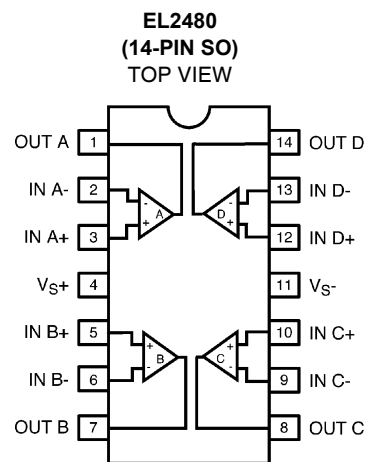 EL2480
(14-PIN SO)
TOP VIEW
OUT A 1 14 OUT D
IN A- 2 - - 13 IN D-
A D
IN A+ 3 + + 12 IN D+
VS+ 4 11 VS-
IN B+ 5 + + 10 IN C+
B C
IN B- 6 - - 9 IN C-
OUT B 7 8 OUT C